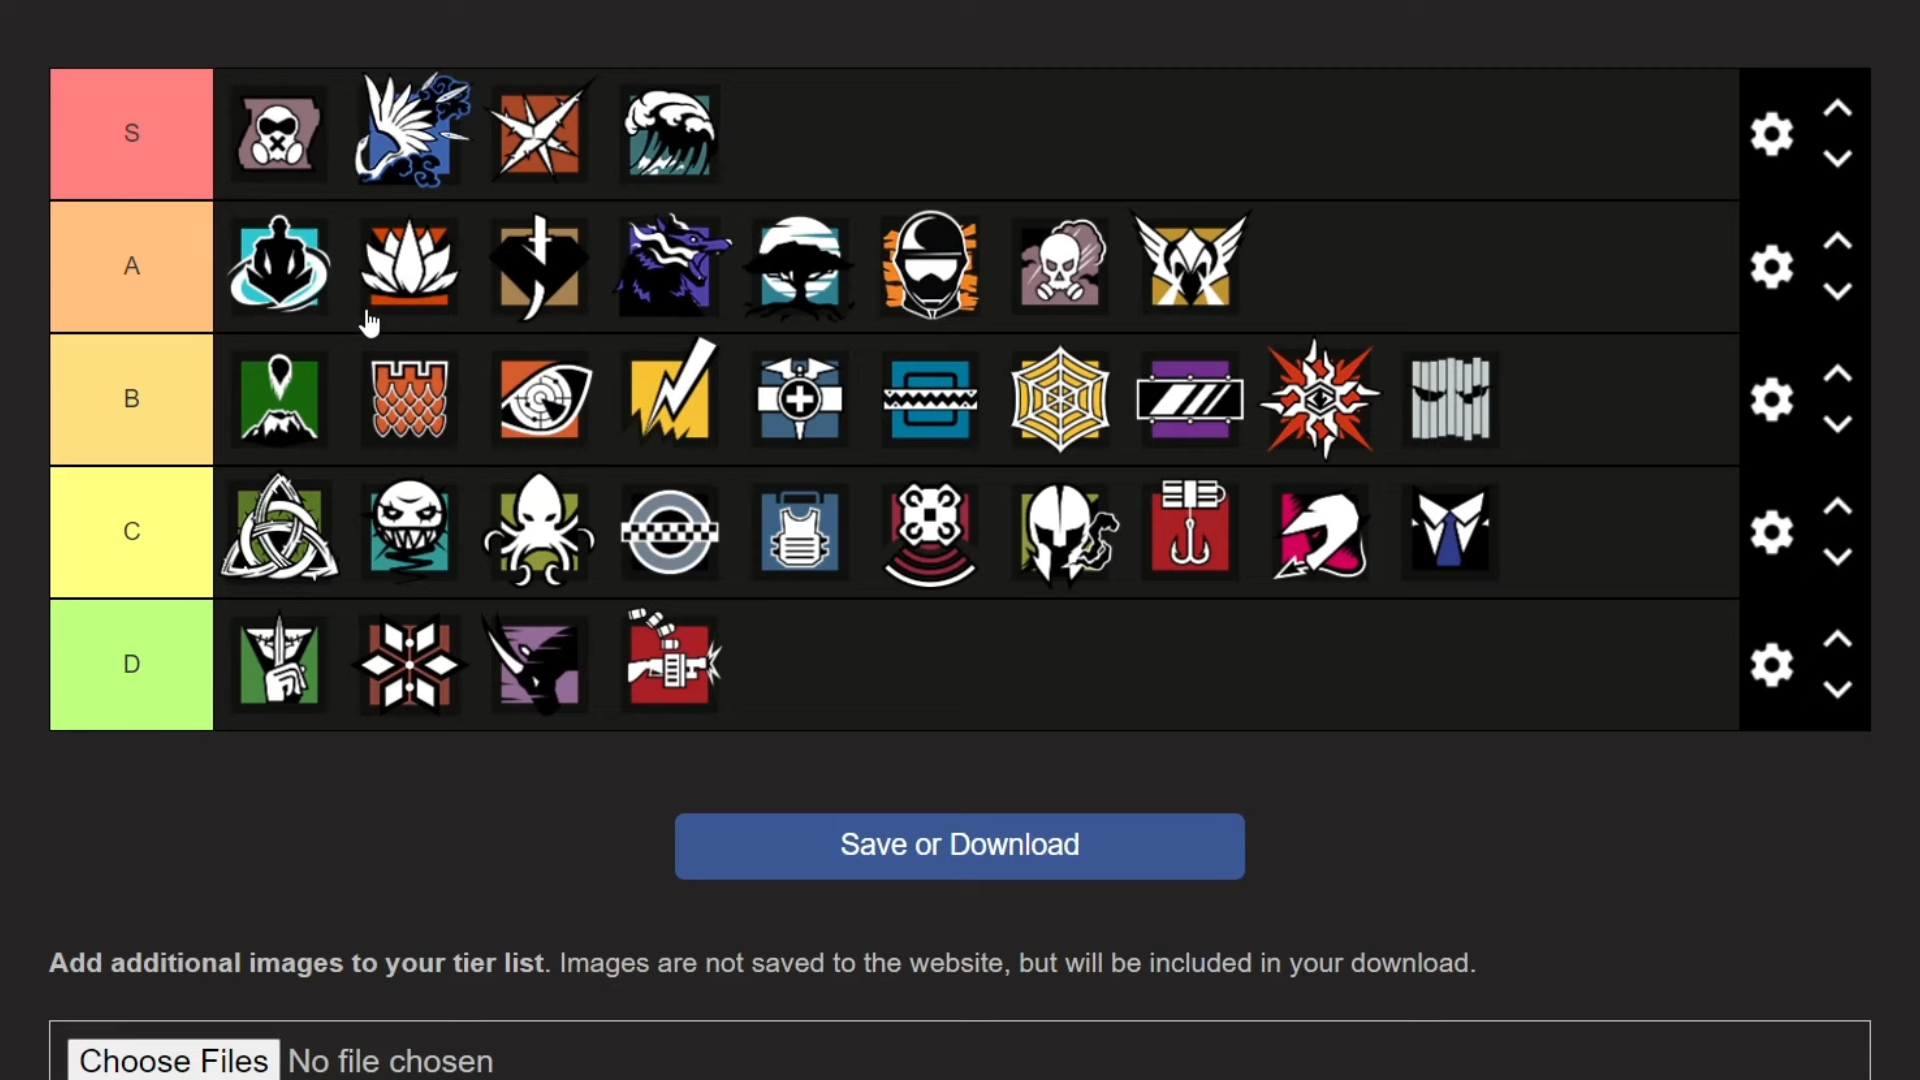 S
A
B
C
D
Save or Download
Add additional images to your tier list. Images are not saved to the website, but will be included in your download.
Choose Files No file chosen